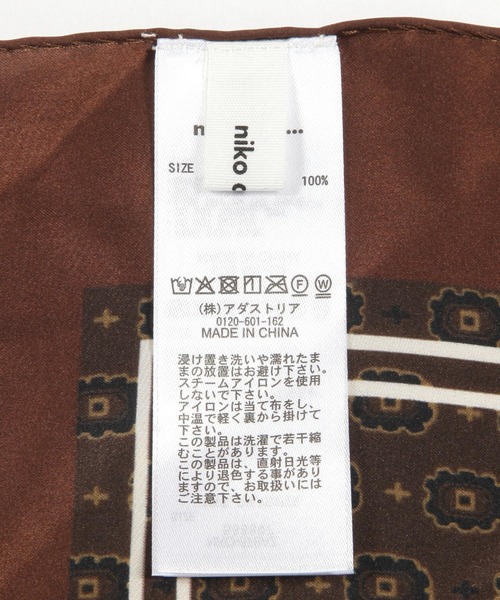 niko
SIZE
100%
F W
(株)アダストリア
0120-601-162
MADE IN CHINA
浸け置き洗いや濡れたま
まの放置はお避け下さい。
スチームアイロンを使用
しないで下さい。
アイロンは当て布をし、
中温で軽く裏から掛けて
下さい。
この製品は洗濯で若干縮
むことがあります。
この製品は、直射日光等
により退色する事があり
ますので、お取扱いには
ご注意下さい。